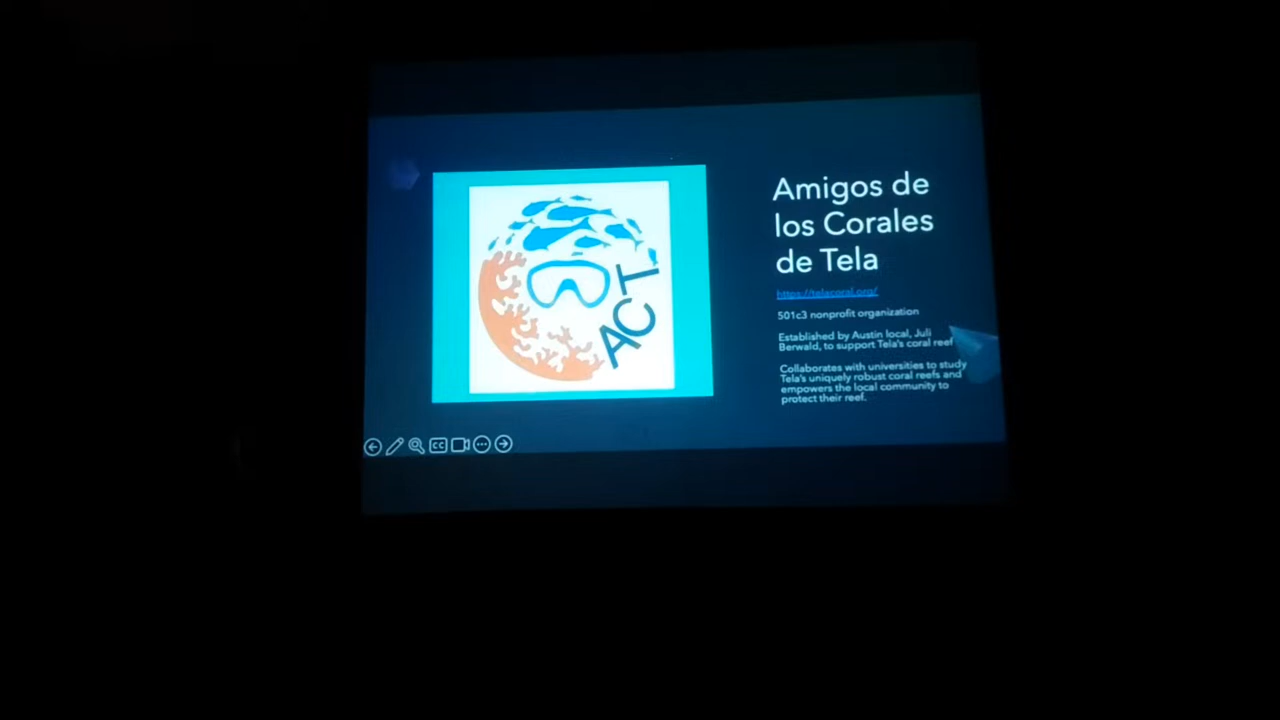 Amigos de
los Corales
de Tela
https://telacoral.org/
501c3 nonprofit organization
Established by Austin local, Juli
Berwald, to support Tela's coral reef
Collaborates with universities to study
Tela's uniquely robust coral reefs and
empowers the local community to
protect their reef.
ACT
CC